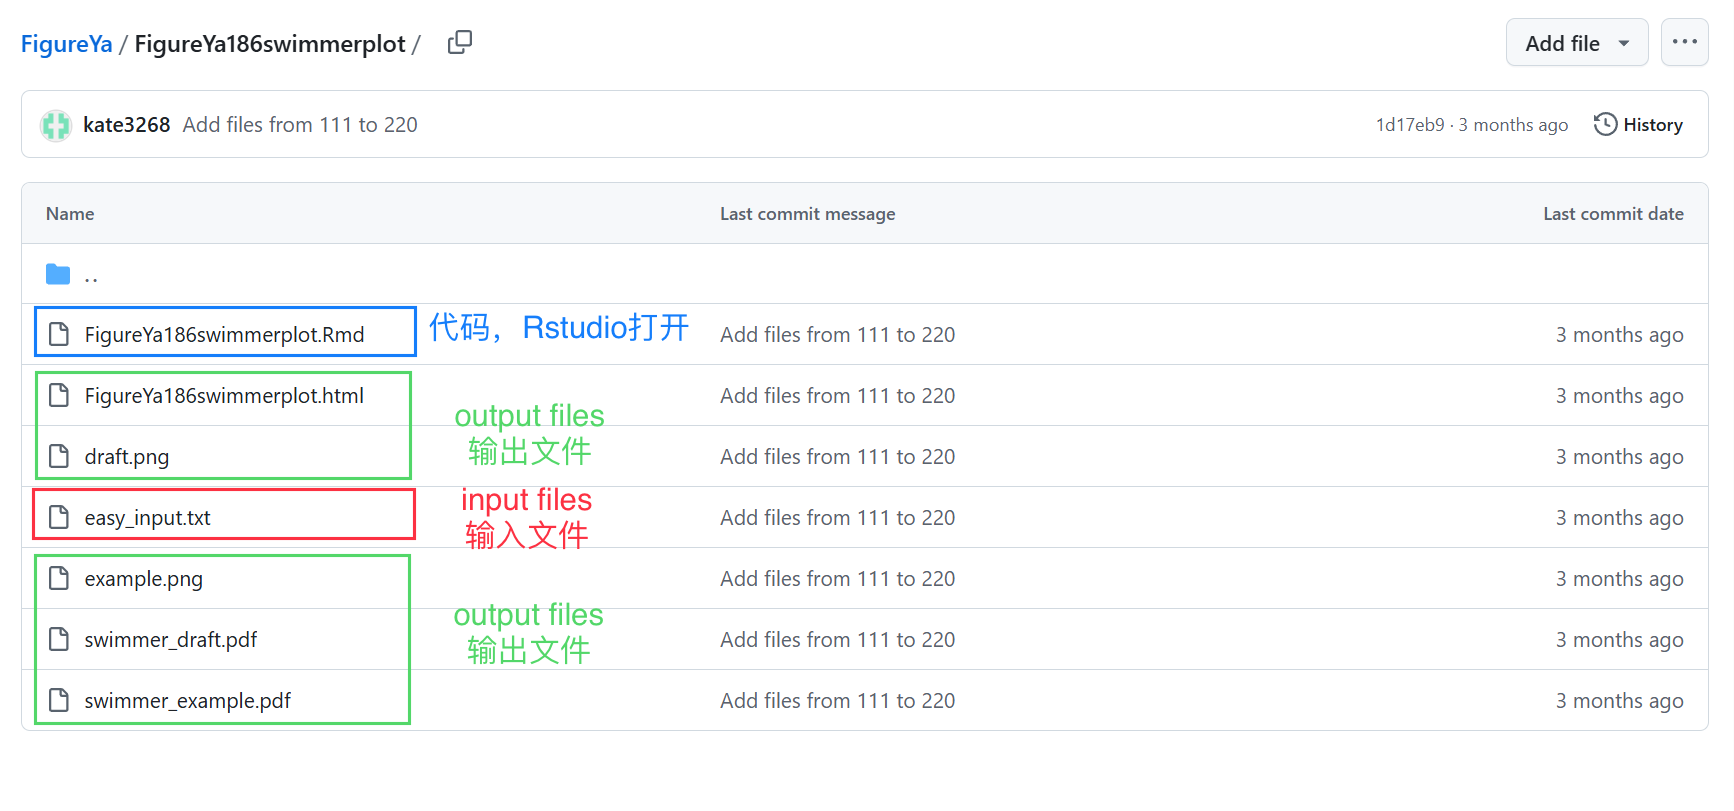 FigureYa / FigureYa186swimmerplot /
Add file
kate3268 Add files from 111 to 220
1d17eb9 · 3 months ago
History
Name Last commit message Last commit date
..
FigureYa186swimmerplot.Rmd 代码，Rstudio打开 Add files from 111 to 220 3 months ago
FigureYa186swimmerplot.html Add files from 111 to 220 3 months ago
output files
输出文件
draft.png Add files from 111 to 220 3 months ago
input files
easy_input.txt Add files from 111 to 220 3 months ago
输入文件
example.png Add files from 111 to 220 3 months ago
output files
输出文件
swimmer_draft.pdf Add files from 111 to 220 3 months ago
swimmer_example.pdf Add files from 111 to 220 3 months ago